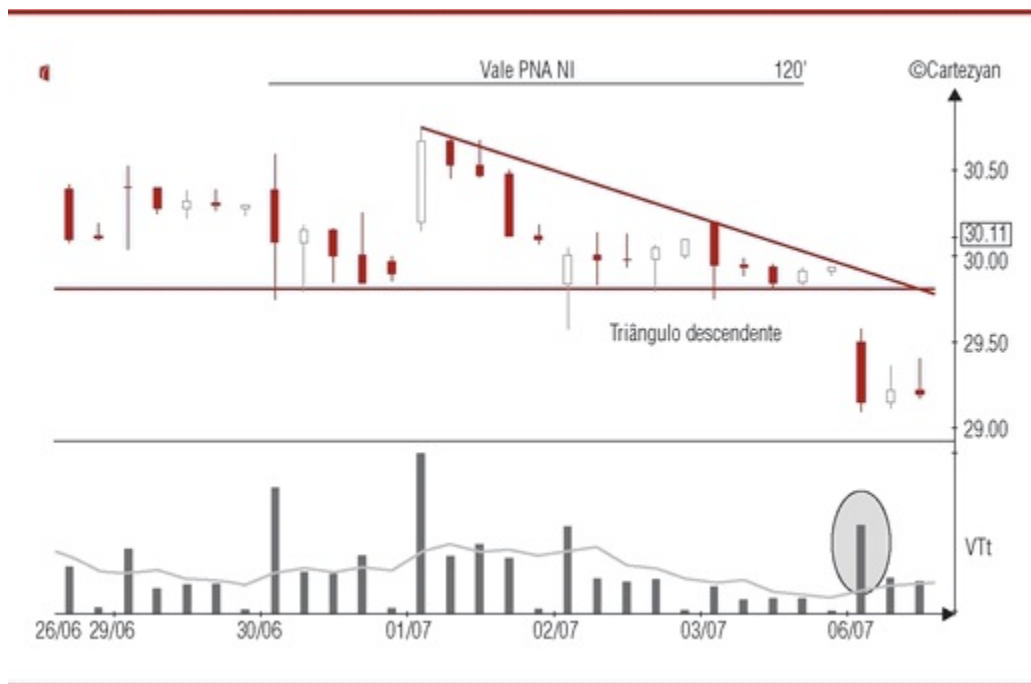 Vale PNA NI 120' ©Cartezyan
30.50
30.11
30.00
Triângulo descendente
29.50
29.00
VTt
26/06 29/06 30/06 01/07 02/07 03/07 06/07